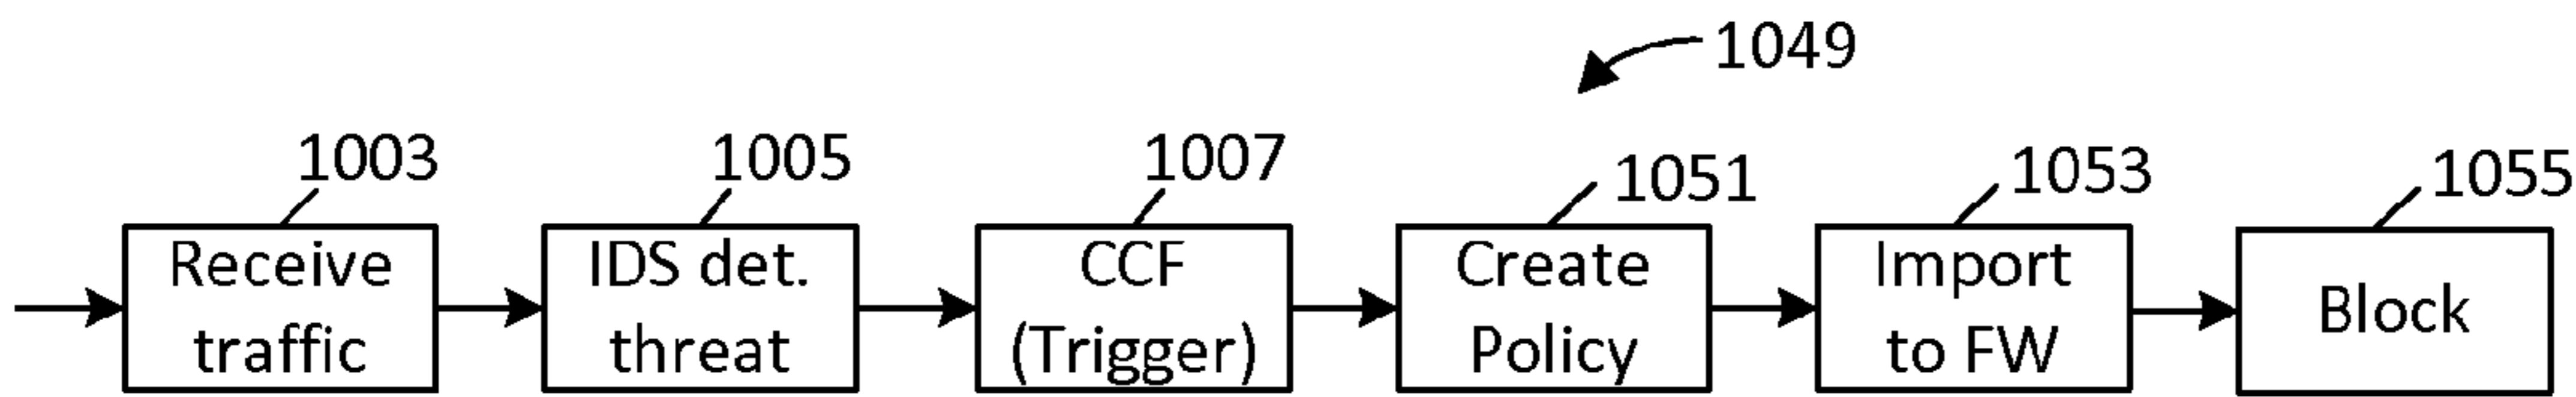 1049
1003
1005
1007
1051
1053
1055
Receive
traffic
IDS det.
threat
CCF
(Trigger)
Create
Policy
Import
to FW
Block